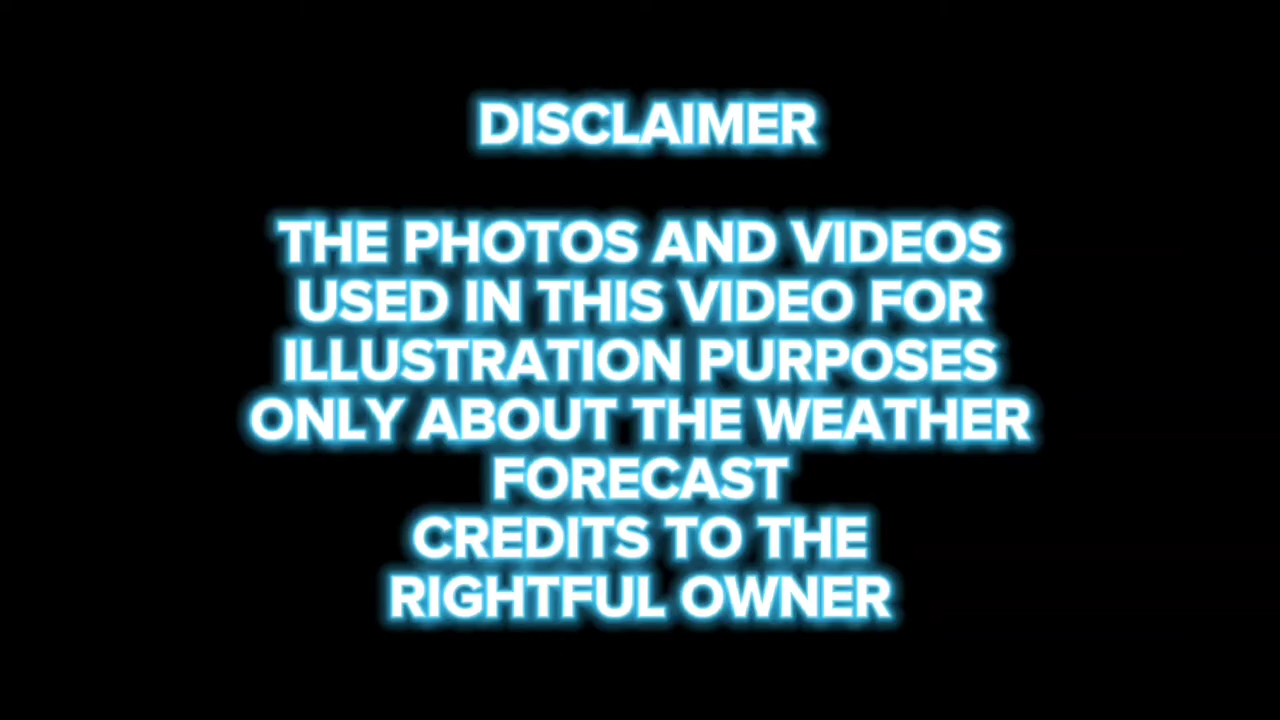 DISCLAIMER
THE PHOTOS AND VIDEOS
USED IN THIS VIDEO FOR
ILLUSTRATION PURPOSES
ONLY ABOUT THE WEATHER
FORECAST
CREDITS TO THE
RIGHTFUL OWNER